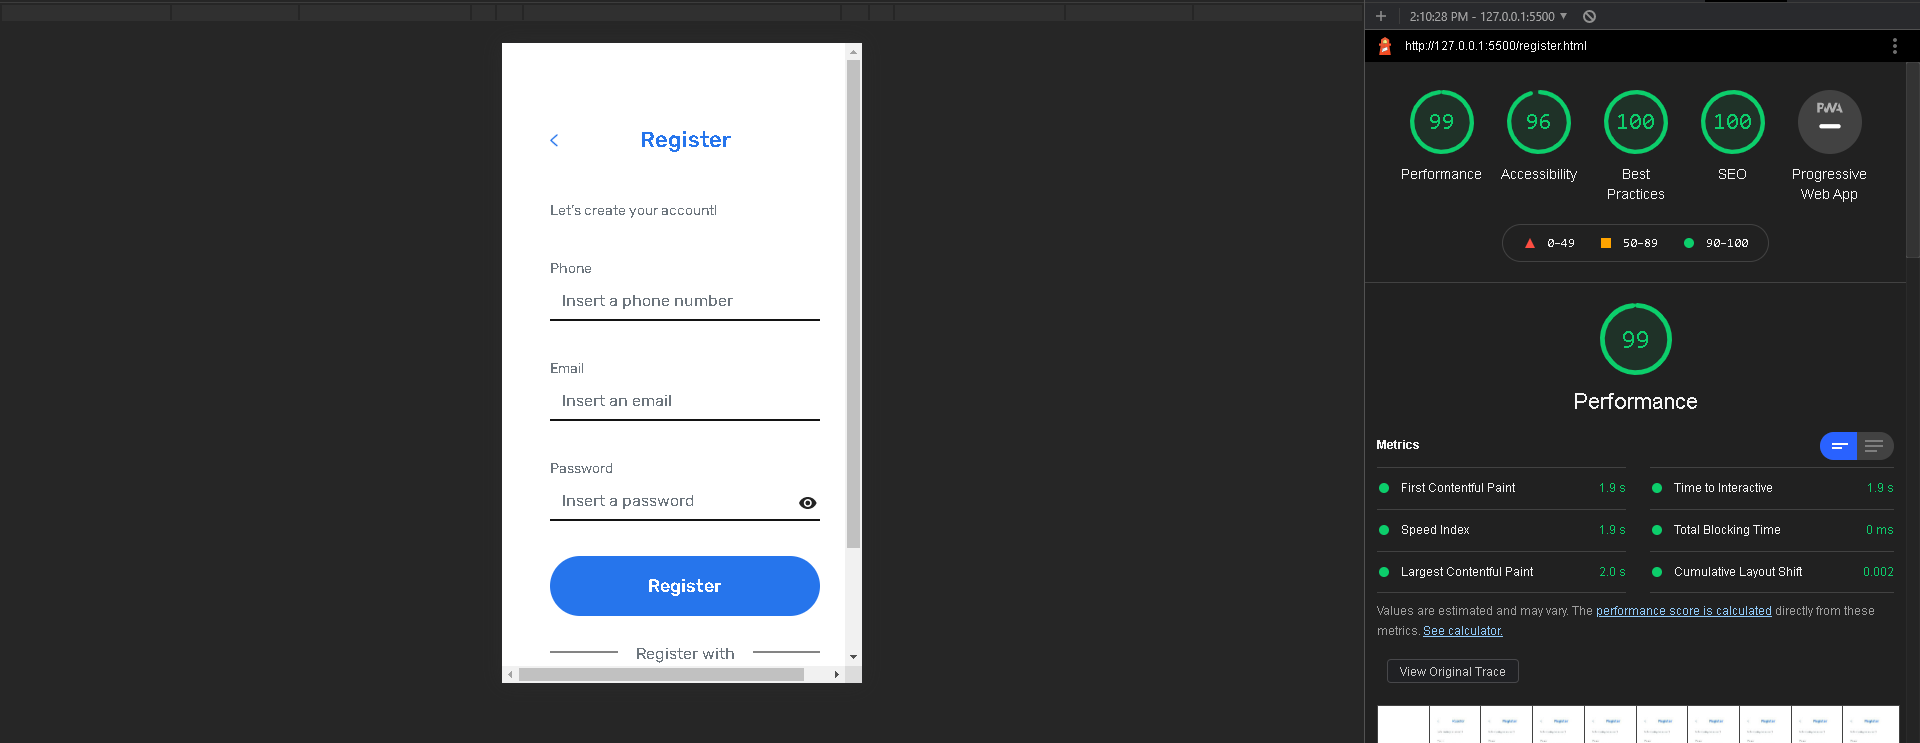 Register
Let's create your account!
Phone
Insert a phone number
Email
Insert an email
Password
Insert a password
Register
Register with
2:10:28 PM - 127.0.0.1:5500
http://127.0.0.1:5500/register.html
99
96
100
100
PWA
Performance
Accessibility
Best
Practices
SEO
Progressive
Web App
0–49
50–89
90–100
99
Performance
Metrics
First Contentful Paint 1.9 s
Time to Interactive 1.9 s
Speed Index 1.9 s
Total Blocking Time 0 ms
Largest Contentful Paint 2.0 s
Cumulative Layout Shift 0.002
Values are estimated and may vary. The performance score is calculated directly from these
metrics. See calculator.
View Original Trace